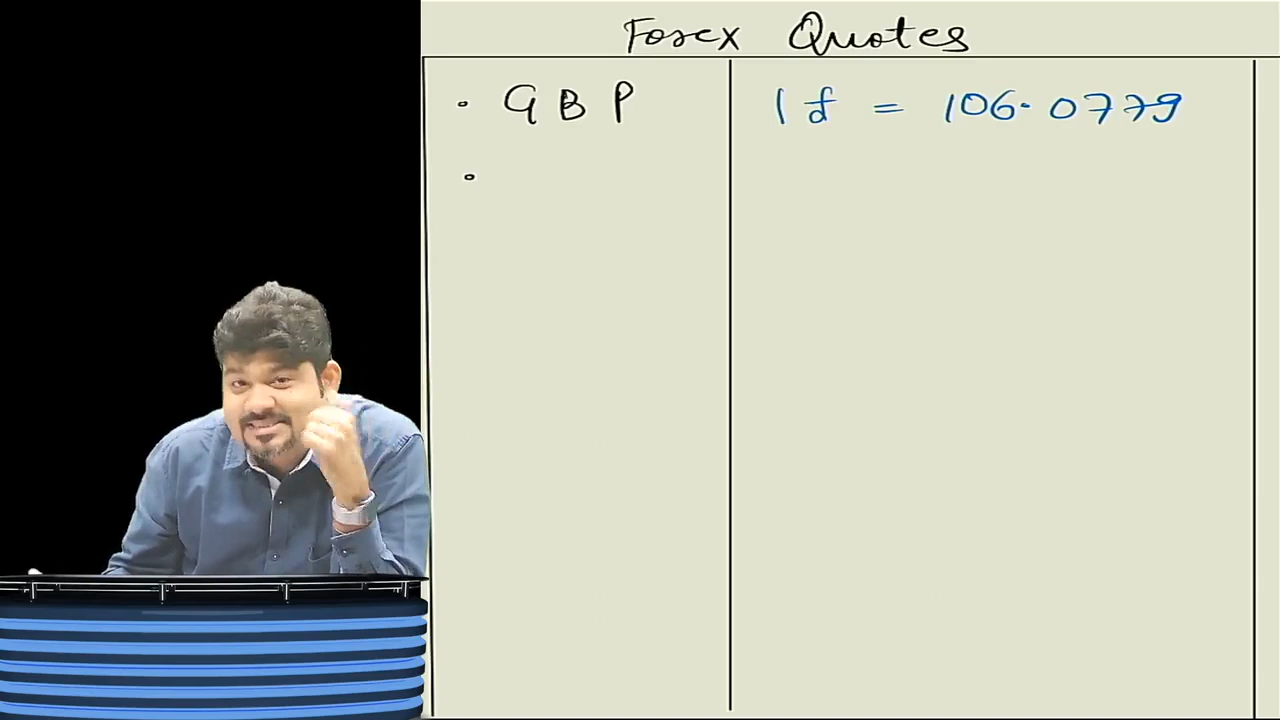 Forex Quotes
• GBP
1 £ = 106.0779
•